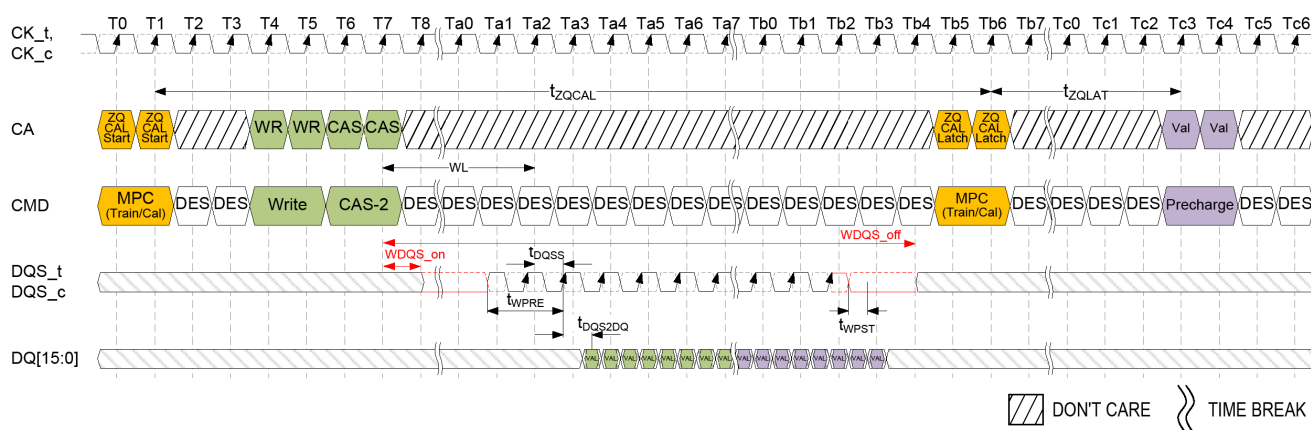 T0 T1 T2 T3 T4 T5 T6 T7 T8 Ta0 Ta1 Ta2 Ta3 Ta4 Ta5 Ta6 Ta7 Tb0 Tb1 Tb2 Tb3 Tb4 Tb5 Tb6 Tb7 Tc0 Tc1 Tc2 Tc3 Tc4 Tc5 Tc6
CK_t,
CK_c
tZQCAL tZQLAT
CA
ZQ CAL Start
ZQ CAL Start
WR WR CAS CAS
ZQ CAL Latch
ZQ CAL Latch
Val Val
WL
CMD
MPC
(Train/Cal)
DES DES
Write
CAS-2
DES DES DES DES DES DES DES DES DES DES DES DES DES DES
MPC
(Train/Cal)
DES DES DES DES
Precharge
DES DES
WDQS_off
WDQS_on
tDQSS
DQS_t
DQS_c
tWPRE
tWPST
tDQS2DQ
DQ[15:0]
VAL VAL VAL VAL VAL VAL VAL VAL VAL VAL VAL VAL VAL VAL VAL VAL
DON'T CARE
TIME BREAK